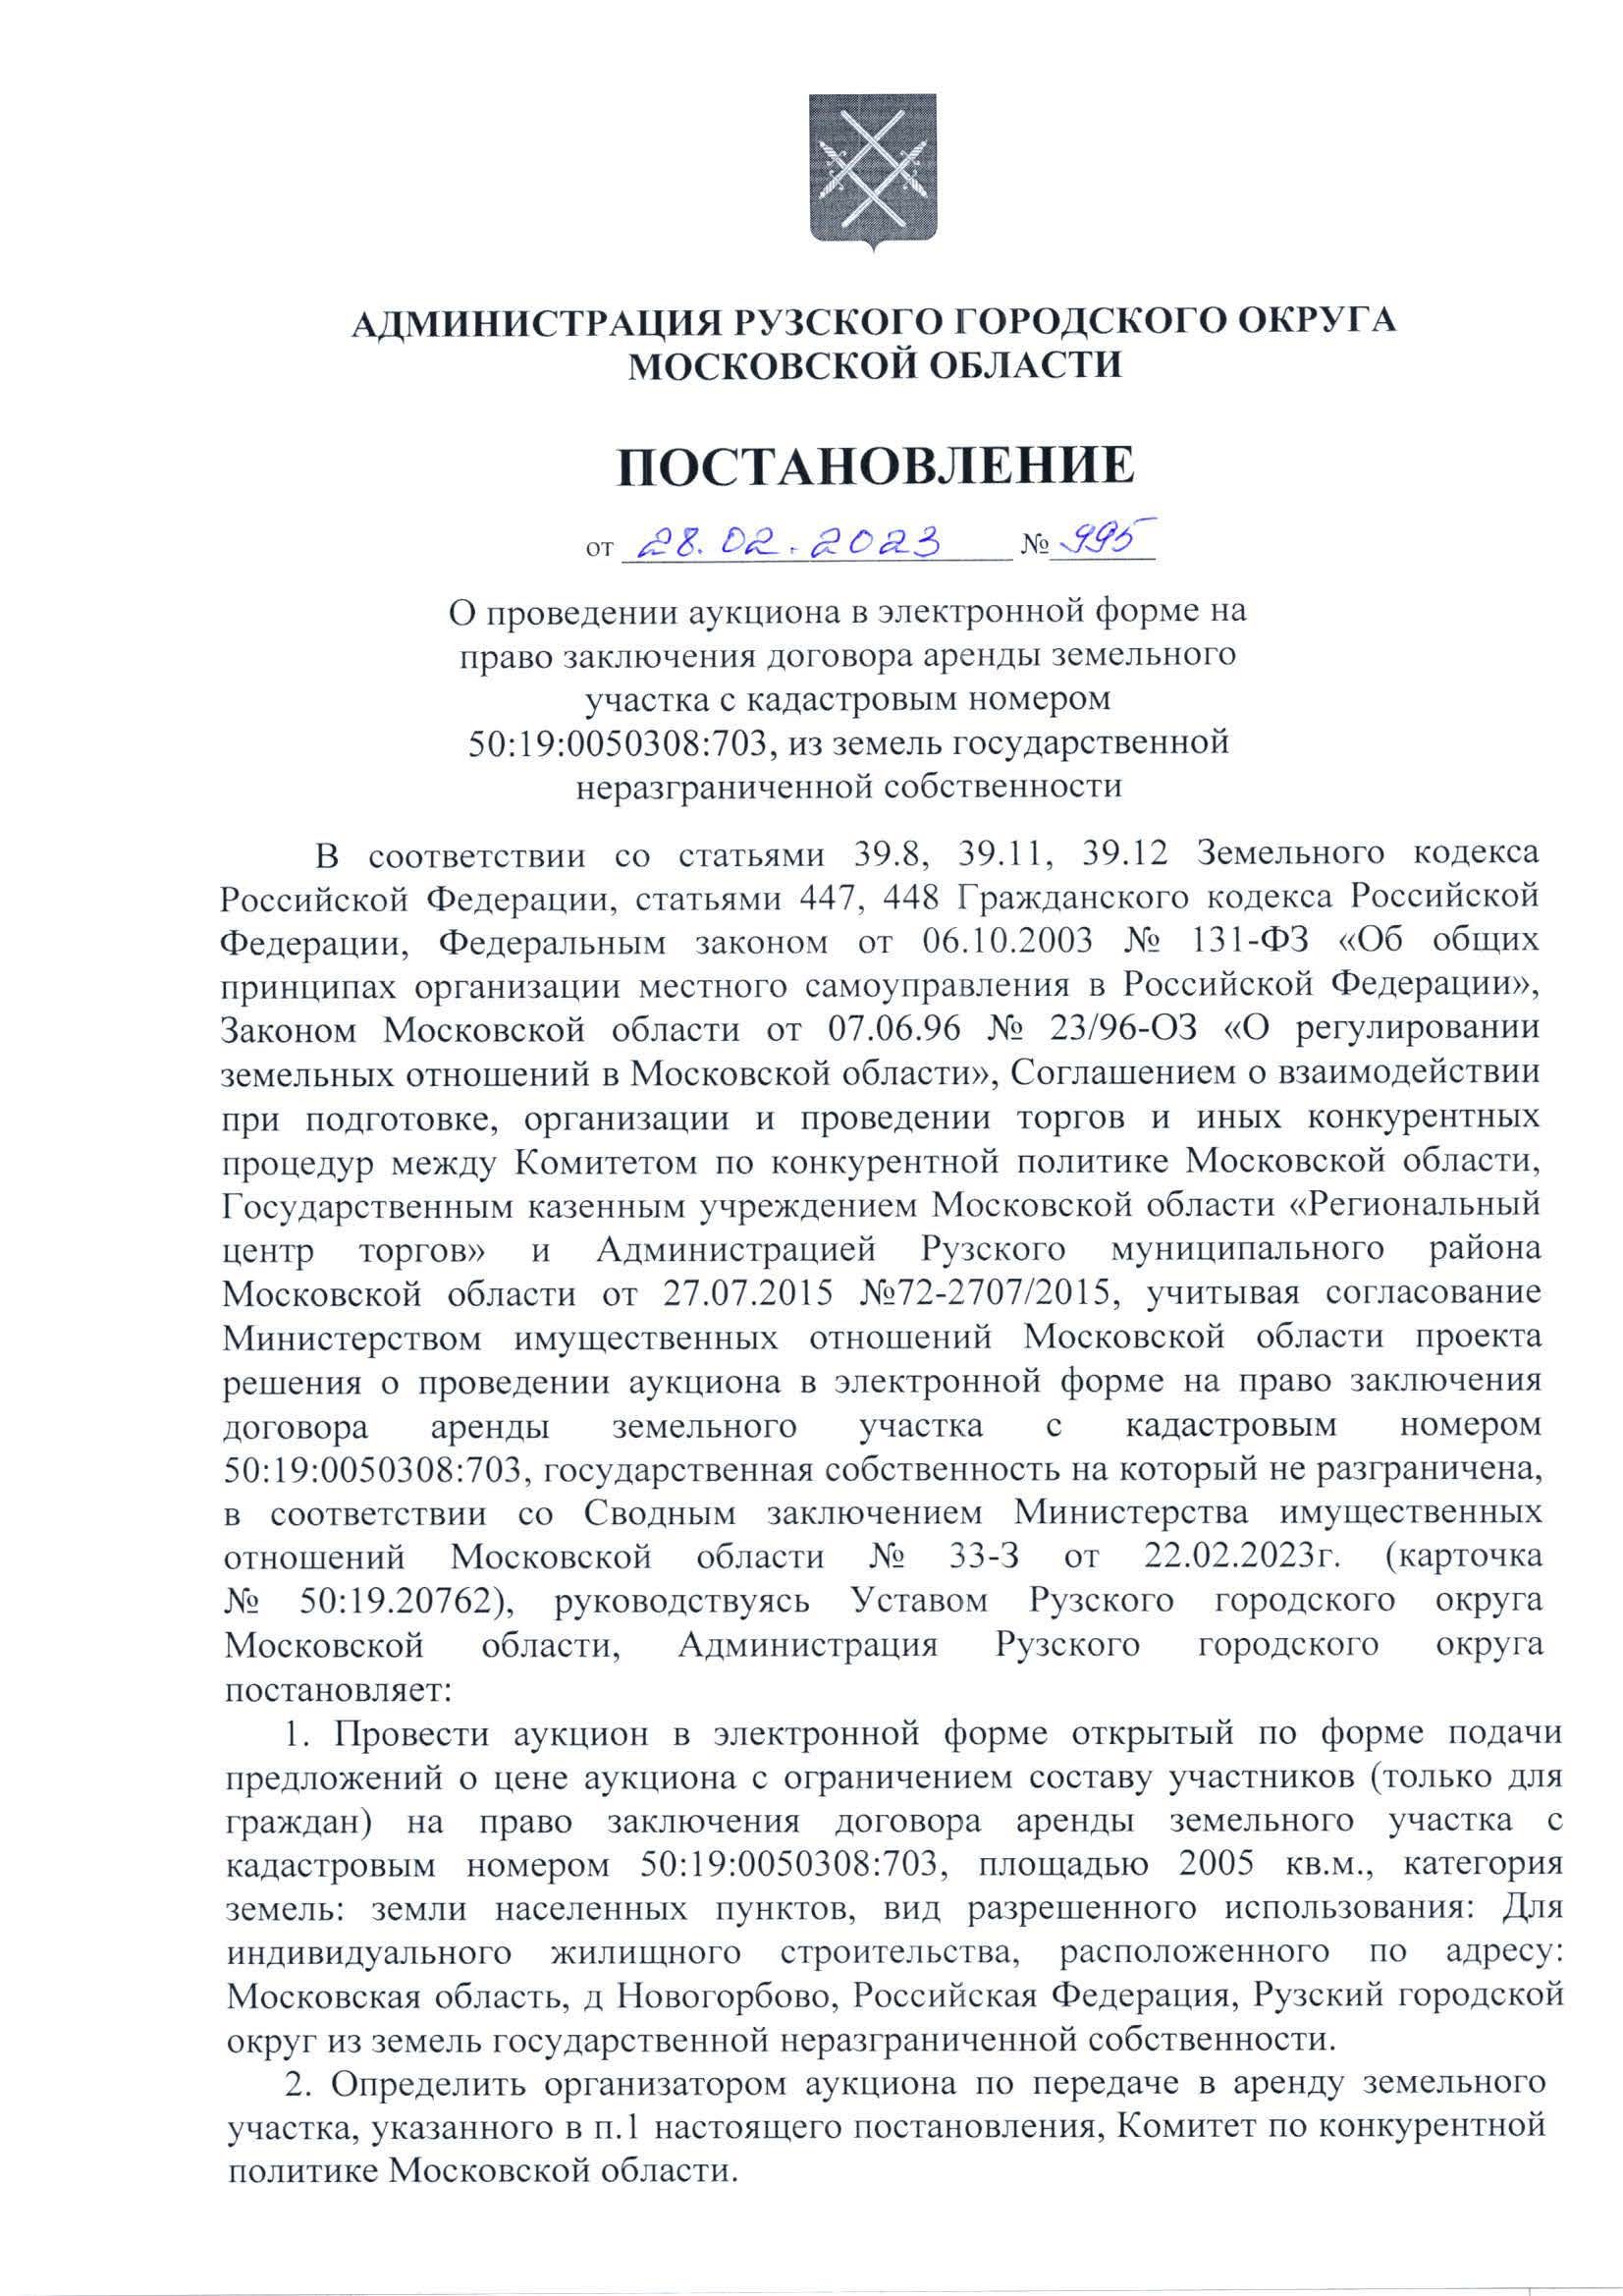 АДМИНИСТРАЦИЯ РУЗСКОГО ГОРОДСКОГО ОКРУГА
МОСКОВСКОЙ ОБЛАСТИ
ПОСТАНОВЛЕНИЕ
от 28.02.2023 № 995
О проведении аукциона в электронной форме на
право заключения договора аренды земельного
участка с кадастровым номером
50:19:0050308:703, из земель государственной
неразграниченной собственности
В соответствии со статьями 39.8, 39.11, 39.12 Земельного кодекса
Российской Федерации, статьями 447, 448 Гражданского кодекса Российской
Федерации, Федеральным законом от 06.10.2003 № 131-ФЗ «Об общих
принципах организации местного самоуправления в Российской Федерации»,
Законом Московской области от 07.06.96 № 23/96-ОЗ «О регулировании
земельных отношений в Московской области», Соглашением о взаимодействии
при подготовке, организации и проведении торгов и иных конкурентных
процедур между Комитетом по конкурентной политике Московской области,
Государственным казенным учреждением Московской области «Региональный
центр торгов» и Администрацией Рузского муниципального района
Московской области от 27.07.2015 №72-2707/2015, учитывая согласование
Министерством имущественных отношений Московской области проекта
решения о проведении аукциона в электронной форме на право заключения
договора аренды земельного участка с кадастровым номером
50:19:0050308:703, государственная собственность на который не разграничена,
в соответствии со Сводным заключением Министерства имущественных
отношений Московской области № 33-З от 22.02.2023г. (карточка
№ 50:19.20762), руководствуясь Уставом Рузского городского округа
Московской области, Администрация Рузского городского округа
постановляет:
1. Провести аукцион в электронной форме открытый по форме подачи
предложений о цене аукциона с ограничением составу участников (только для
граждан) на право заключения договора аренды земельного участка с
кадастровым номером 50:19:0050308:703, площадью 2005 кв.м., категория
земель: земли населенных пунктов, вид разрешенного использования: Для
индивидуального жилищного строительства, расположенного по адресу:
Московская область, д Новогорбово, Российская Федерация, Рузский городской
округ из земель государственной неразграниченной собственности.
2. Определить организатором аукциона по передаче в аренду земельного
участка, указанного в п.1 настоящего постановления, Комитет по конкурентной
политике Московской области.